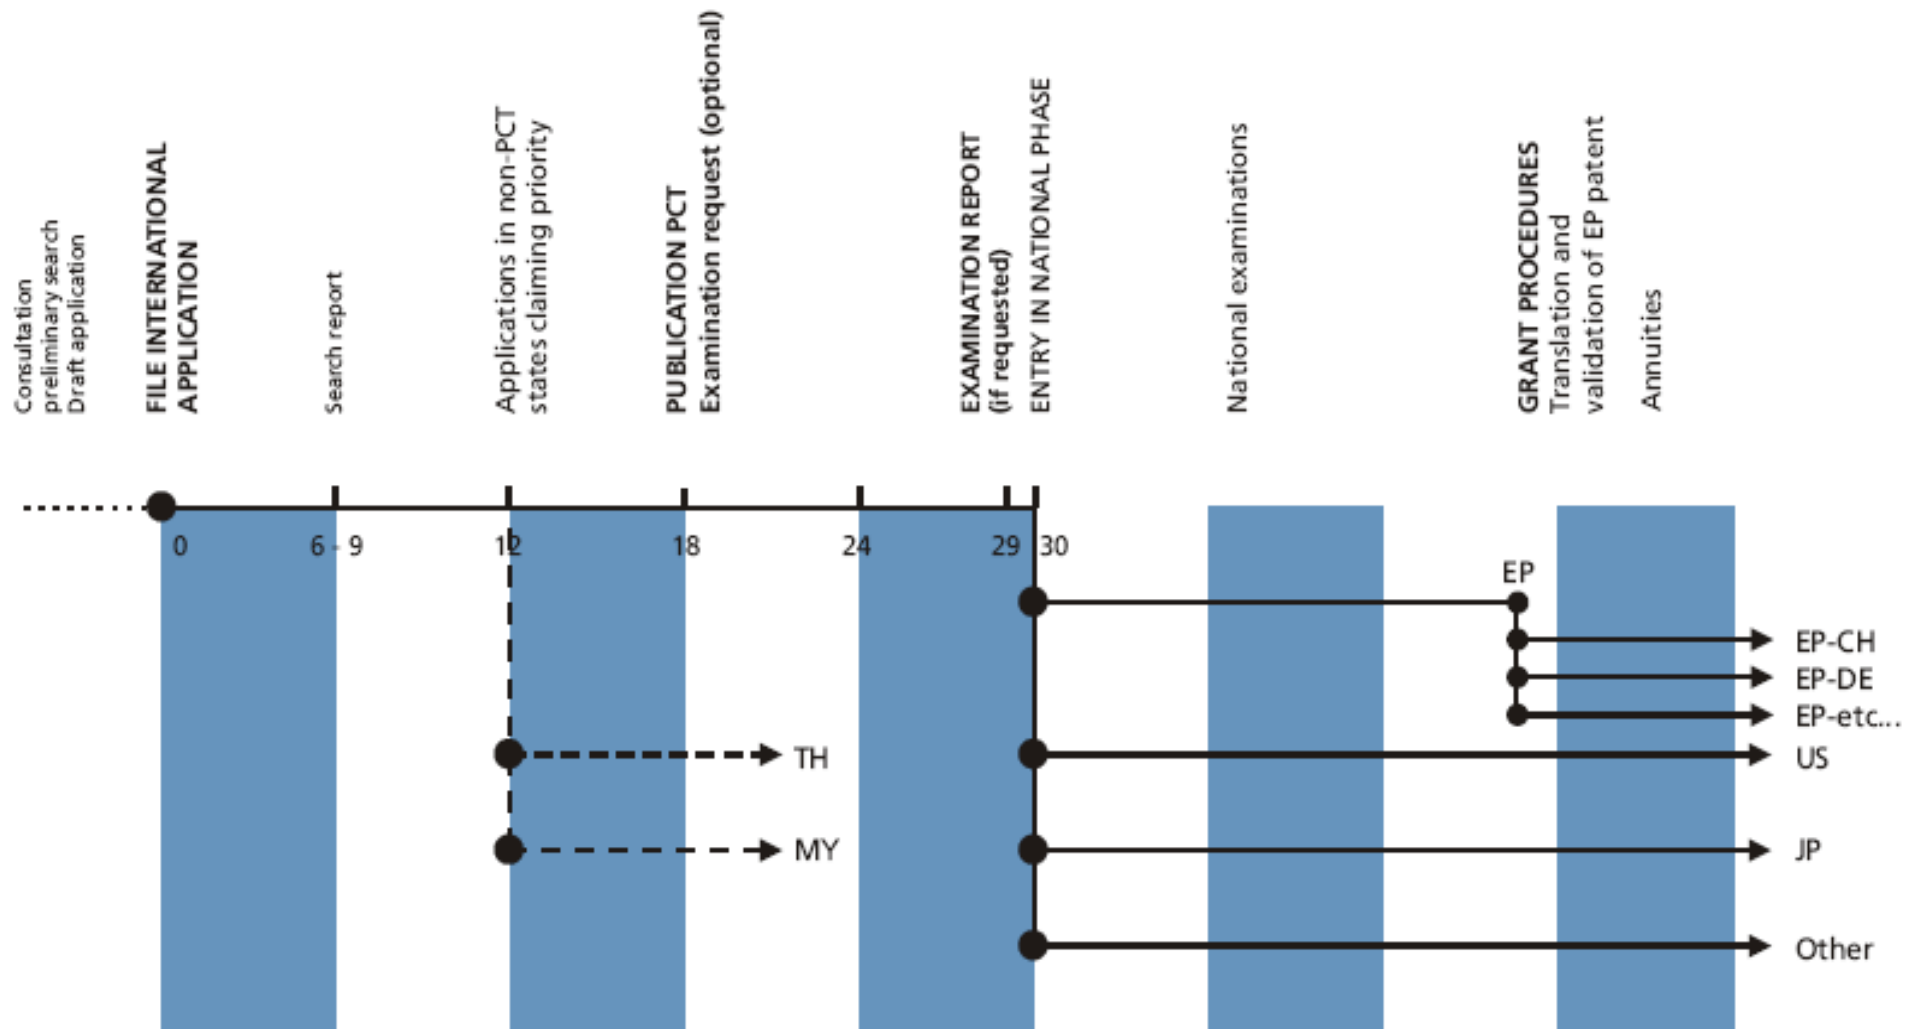 Consultation
preliminary search
Draft application
FILE INTERNATIONAL
APPLICATION
Search report
Applications in non-PCT
states claiming priority
PUBLICATION PCT
Examination request (optional)
EXAMINATION REPORT
(if requested)
ENTRY IN NATIONAL PHASE
National examinations
GRANT PROCEDURES
Translation and
validation of EP patent
Annuities
0
6 - 9
12
18
24
29
30
EP
EP-CH
EP-DE
EP-etc...
TH
US
MY
JP
Other